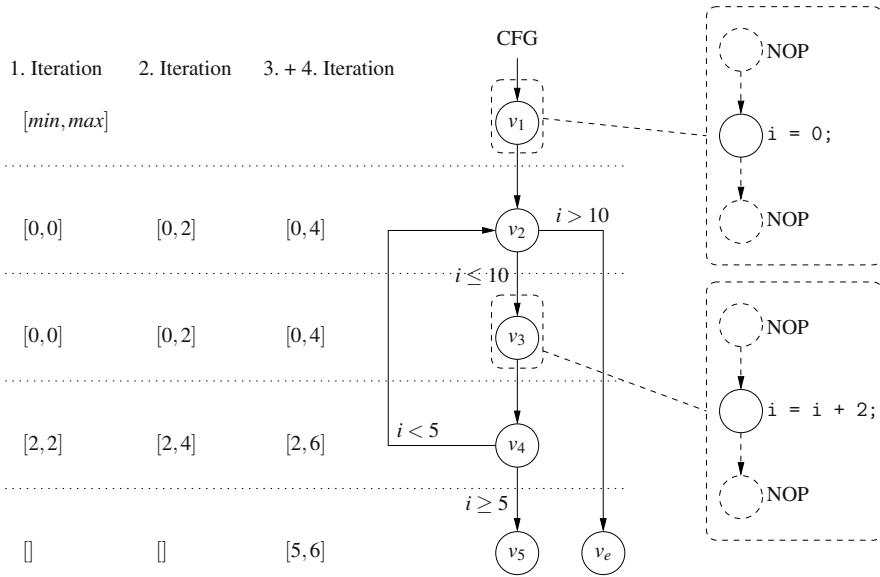 CFG
1. Iteration 2. Iteration 3. + 4. Iteration
[min,max]
v1
NOP
i = 0;
NOP
[0,0] [0,2] [0,4]
v2
i > 10
i ≤ 10
[0,0] [0,2] [0,4]
v3
NOP
i = i + 2;
NOP
[2,2] [2,4] [2,6]
i < 5
v4
i ≥ 5
[] [] [5,6]
v5
ve